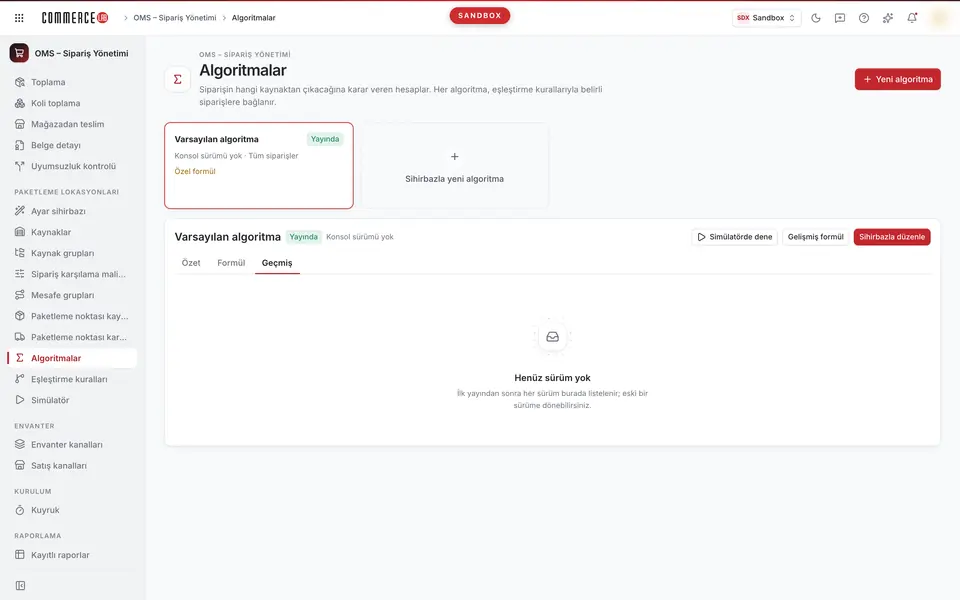 COMMERCE LAB
OMS – Sipariş Yönetimi
Algoritmalar
SANDBOX
SDX Sandbox
OMS – Sipariş Yönetimi
Toplama
Koli toplama
Mağazadan teslim
Belge detayı
Uyumsuzluk kontrolü
PAKETLEME LOKASYONLARI
Ayar sihirbazı
Kaynaklar
Kaynak grupları
Sipariş karşılama mali...
Mesafe grupları
Paketleme noktası kay...
Paketleme noktası kar...
Algoritmalar
Eşleştirme kuralları
Simülatör
ENVANTER
Envanter kanalları
Satış kanalları
KURULUM
Kuyruk
RAPORLAMA
Kayıtlı raporlar
OMS – SİPARİŞ YÖNETİMİ
Algoritmalar
Siparişin hangi kaynaktan çıkacağına karar veren hesaplar. Her algoritma, eşleştirme kurallarıyla belirli
siparişlere bağlanır.
+ Yeni algoritma
Varsayılan algoritma
Yayında
Konsol sürümü yok · Tüm siparişler
Özel formül
+
Sihirbazla yeni algoritma
Varsayılan algoritma Yayında Konsol sürümü yok
Simülatörde dene
Gelişmiş formül
Sihirbazla düzenle
Özet
Formül
Geçmiş
Henüz sürüm yok
İlk yayından sonra her sürüm burada listelenir; eski bir
sürüme dönebilirsiniz.